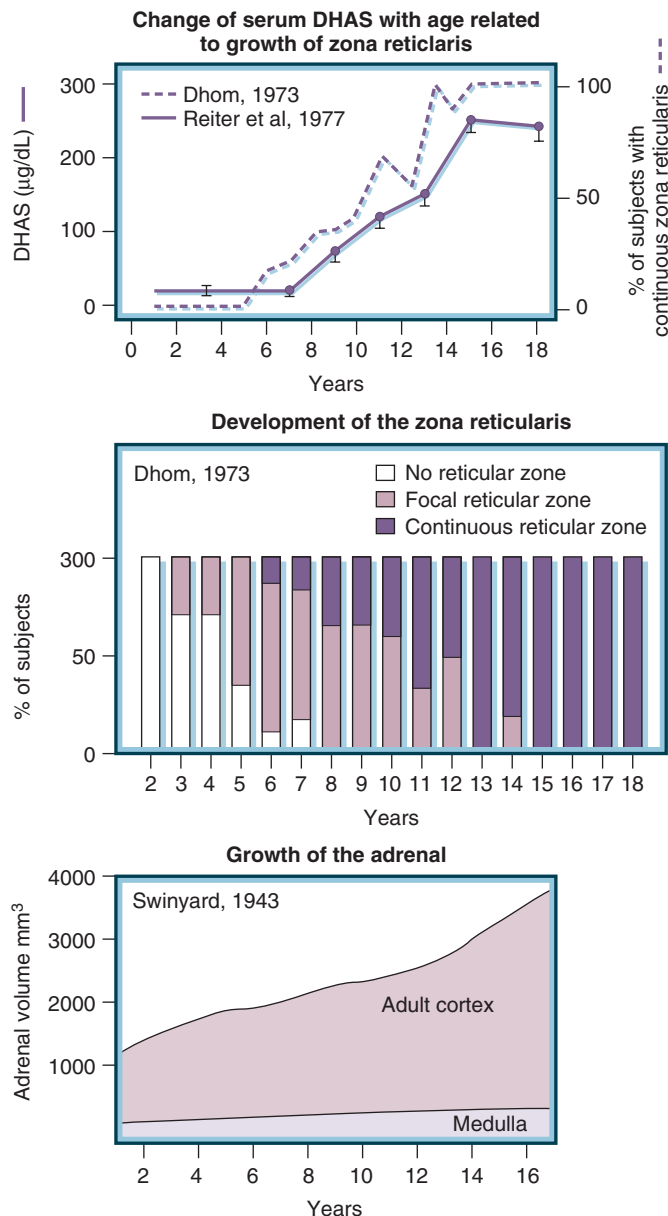 Change of serum DHAS with age related
to growth of zona reticlaris
DHAS (µg/dL)
300
200
100
0
Dhom, 1973
Reiter et al, 1977
100
50
0
% of subjects with
continuous zona reticularis
0 2 4 6 8 10 12 14 16 18
Years
Development of the zona reticularis
Dhom, 1973
No reticular zone
Focal reticular zone
Continuous reticular zone
% of subjects
300
50
0
2 3 4 5 6 7 8 9 10 11 12 13 14 15 16 17 18
Years
Growth of the adrenal
Adrenal volume mm³
4000
3000
2000
1000
Swinyard, 1943
Adult cortex
Medulla
2 4 6 8 10 12 14 16
Years